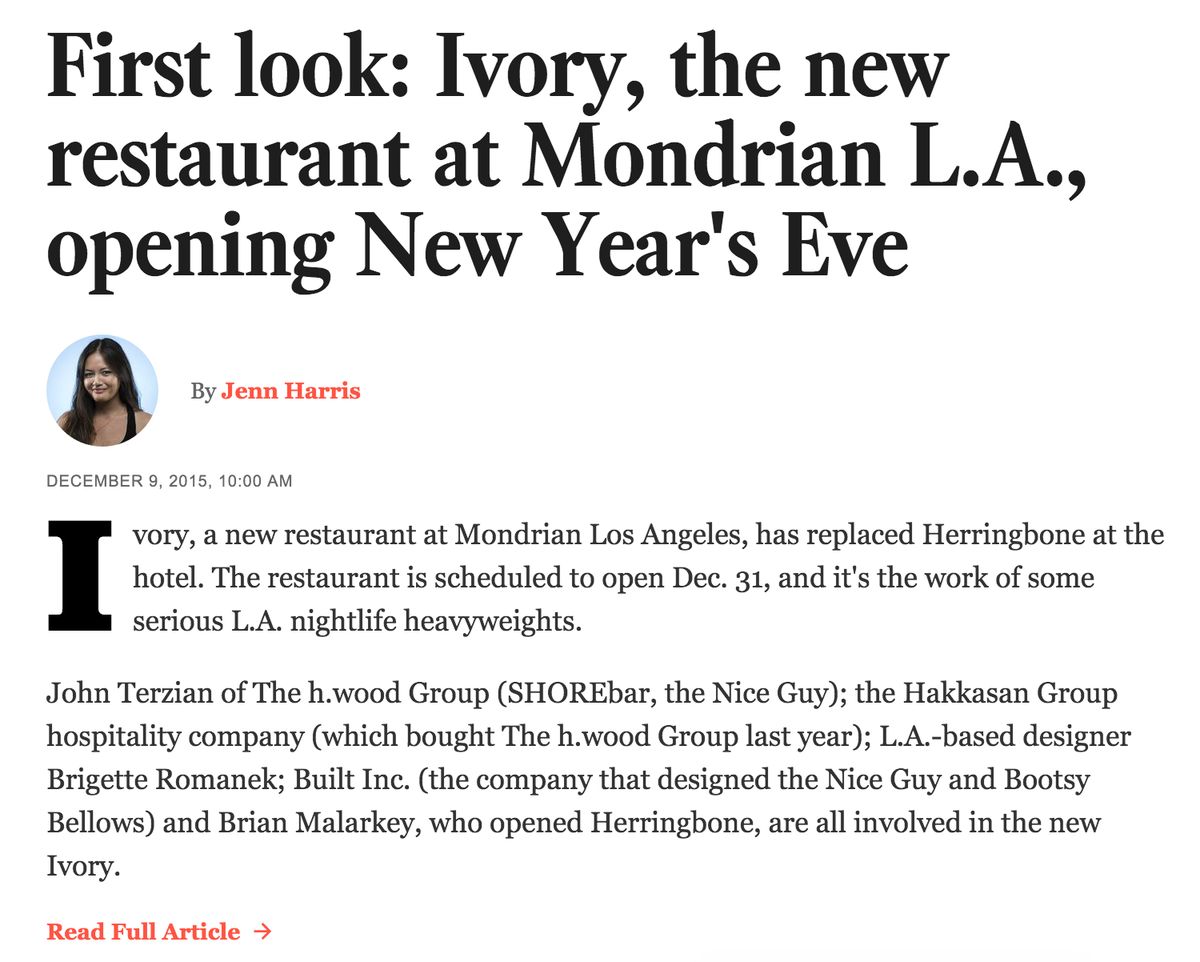 First look: Ivory, the new
restaurant at Mondrian L.A.,
opening New Year's Eve
By Jenn Harris
DECEMBER 9, 2015, 10:00 AM
Ivory, a new restaurant at Mondrian Los Angeles, has replaced Herringbone at the
hotel. The restaurant is scheduled to open Dec. 31, and it's the work of some
serious L.A. nightlife heavyweights.
John Terzian of The h.wood Group (SHOREbar, the Nice Guy); the Hakkasan Group
hospitality company (which bought The h.wood Group last year); L.A.-based designer
Brigette Romanek; Built Inc. (the company that designed the Nice Guy and Bootsy
Bellows) and Brian Malarkey, who opened Herringbone, are all involved in the new
Ivory.
Read Full Article →